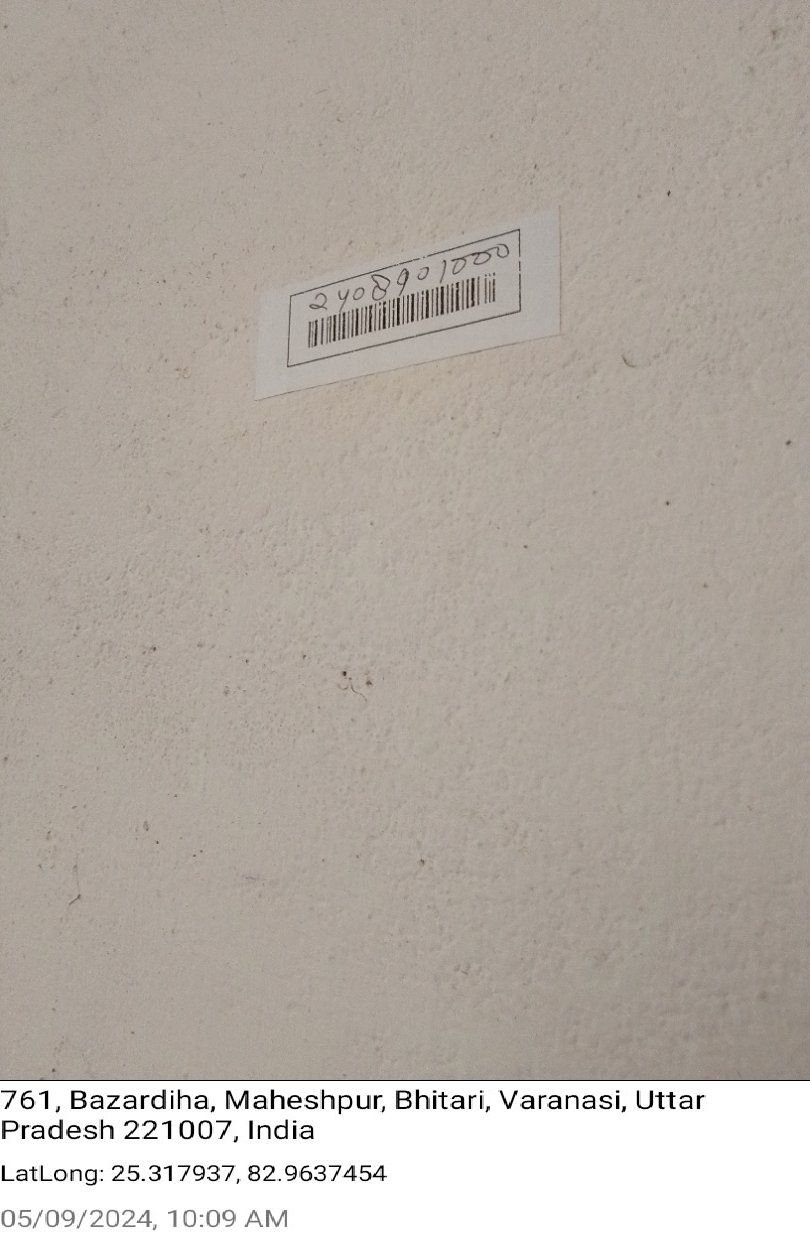 2408901000
761, Bazardiha, Maheshpur, Bhitari, Varanasi, Uttar
Pradesh 221007, India
LatLong: 25.317937, 82.9637454
05/09/2024, 10:09 AM